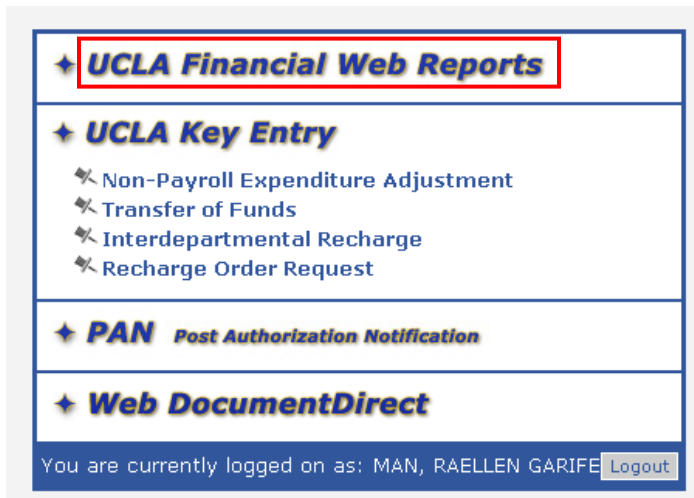 UCLA Financial Web Reports
UCLA Key Entry
Non-Payroll Expenditure Adjustment
Transfer of Funds
Interdepartmental Recharge
Recharge Order Request
PAN Post Authorization Notification
Web DocumentDirect
You are currently logged on as: MAN, RAELLEN GARIFE Logout